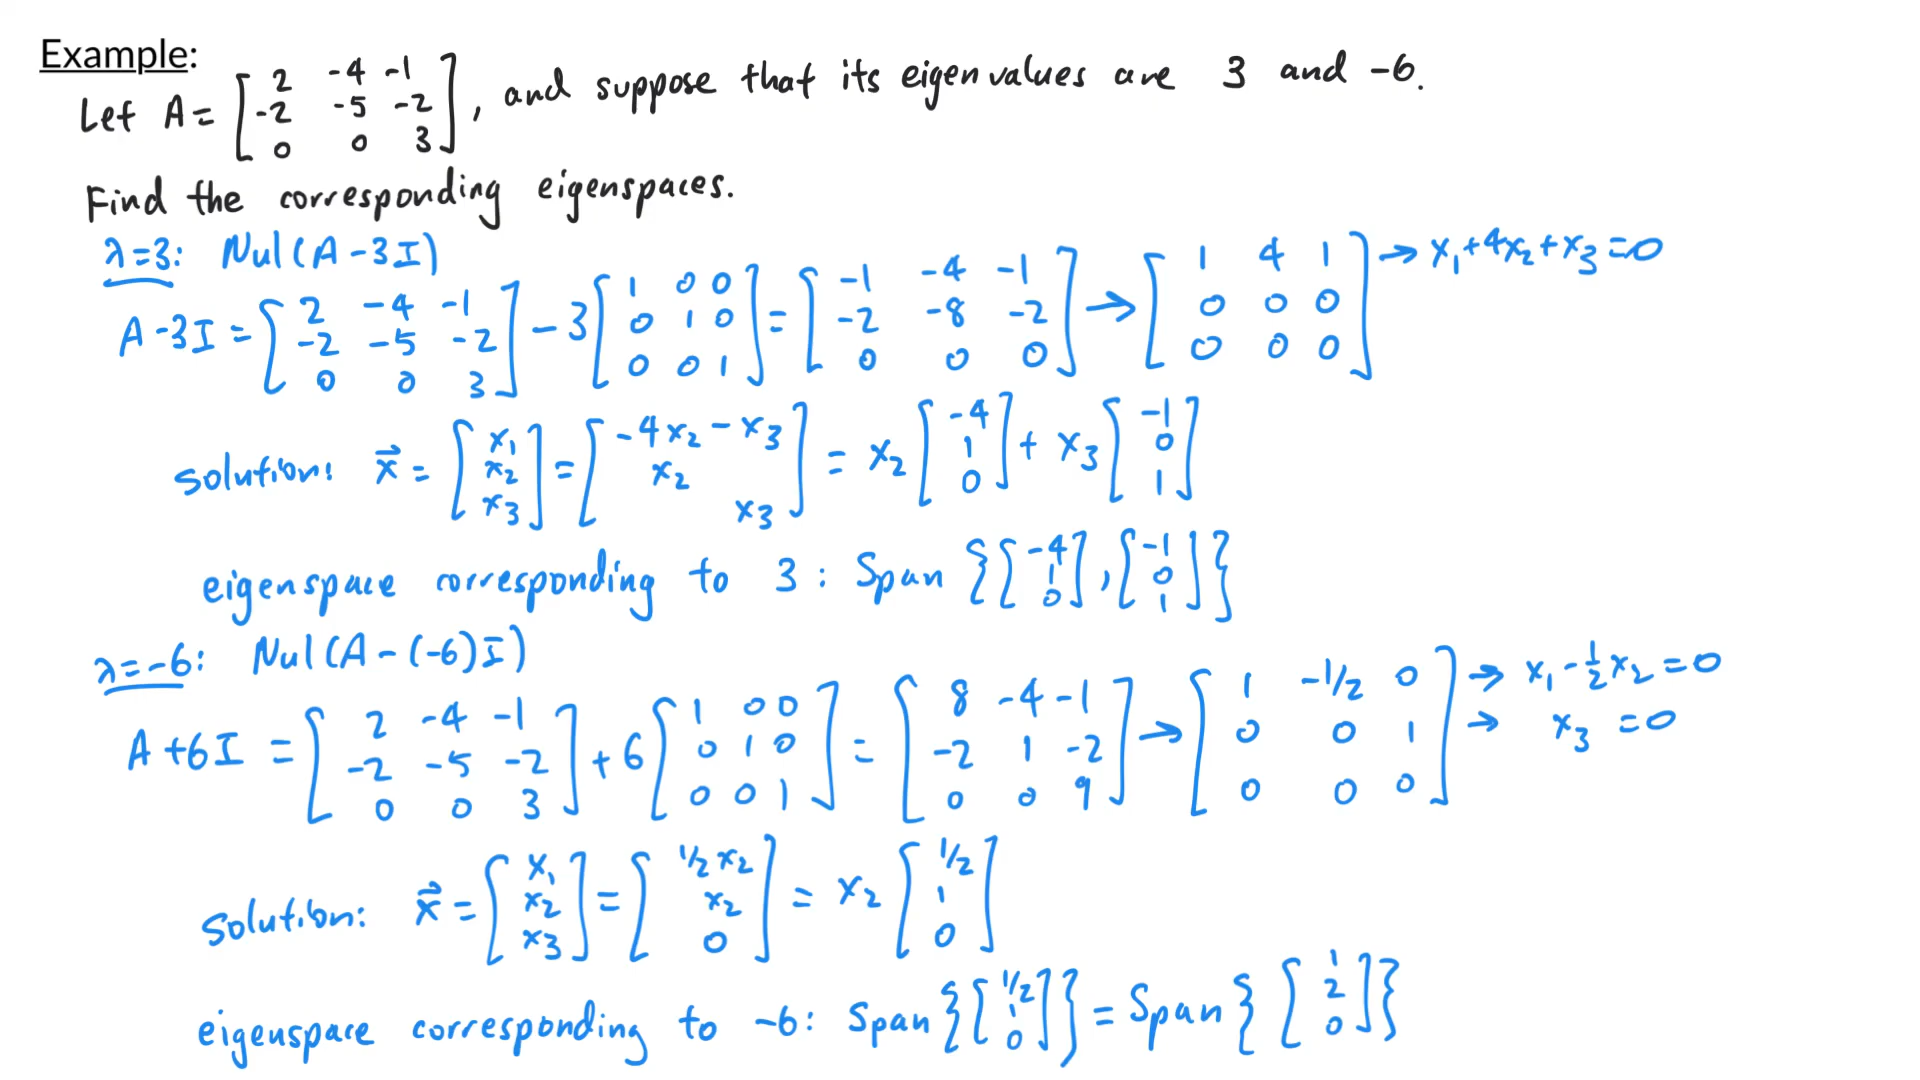 Example:
Let A = [2 -4 -1; -2 -5 -2; 0 0 3], and suppose that its eigenvalues are 3 and -6.
Find the corresponding eigenspaces.
λ=3: Nul(A-3I)
A-3I = [2 -4 -1; -2 -5 -2; 0 0 3] - 3[1 0 0; 0 1 0; 0 0 1] = [-1 -4 -1; -2 -8 -2; 0 0 0] → [1 4 1; 0 0 0; 0 0 0] → x₁+4x₂+x₃=0
solution: x⃗ = [x₁; x₂; x₃] = [-4x₂ - x₃; x₂; x₃] = x₂[-4; 1; 0] + x₃[-1; 0; 1]
eigenspace corresponding to 3: Span {[-4; 1; 0], [-1; 0; 1]}
λ=-6: Nul(A-(-6)I)
A+6I = [2 -4 -1; -2 -5 -2; 0 0 3] + 6[1 0 0; 0 1 0; 0 0 1] = [8 -4 -1; -2 1 -2; 0 0 9] → [1 -1/2 0; 0 0 1; 0 0 0] → x₁ - 1/2 x₂ = 0
→ x₃ = 0
solution: x⃗ = [x₁; x₂; x₃] = [1/2 x₂; x₂; 0] = x₂[1/2; 1; 0]
eigenspace corresponding to -6: Span{[1/2; 1; 0]} = Span{[1; 2; 0]}